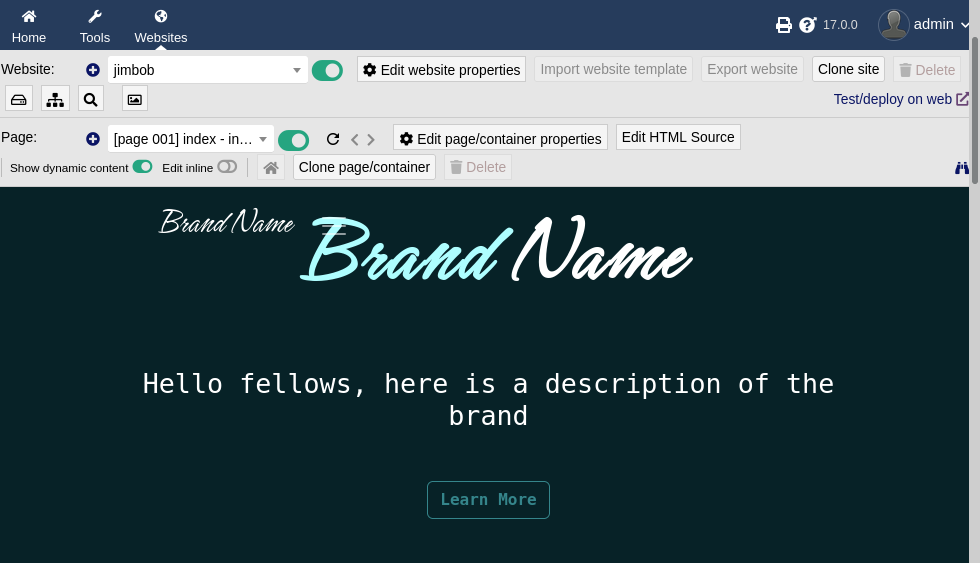 Home Tools Websites 17.0.0 admin
Website: jimbob Edit website properties Import website template Export website Clone site Delete
Test/deploy on web
Page: [page 001] index - in... Edit page/container properties Edit HTML Source
Show dynamic content Edit inline Clone page/container Delete
Brand Name
Brand Name
Hello fellows, here is a description of the
brand
Learn More